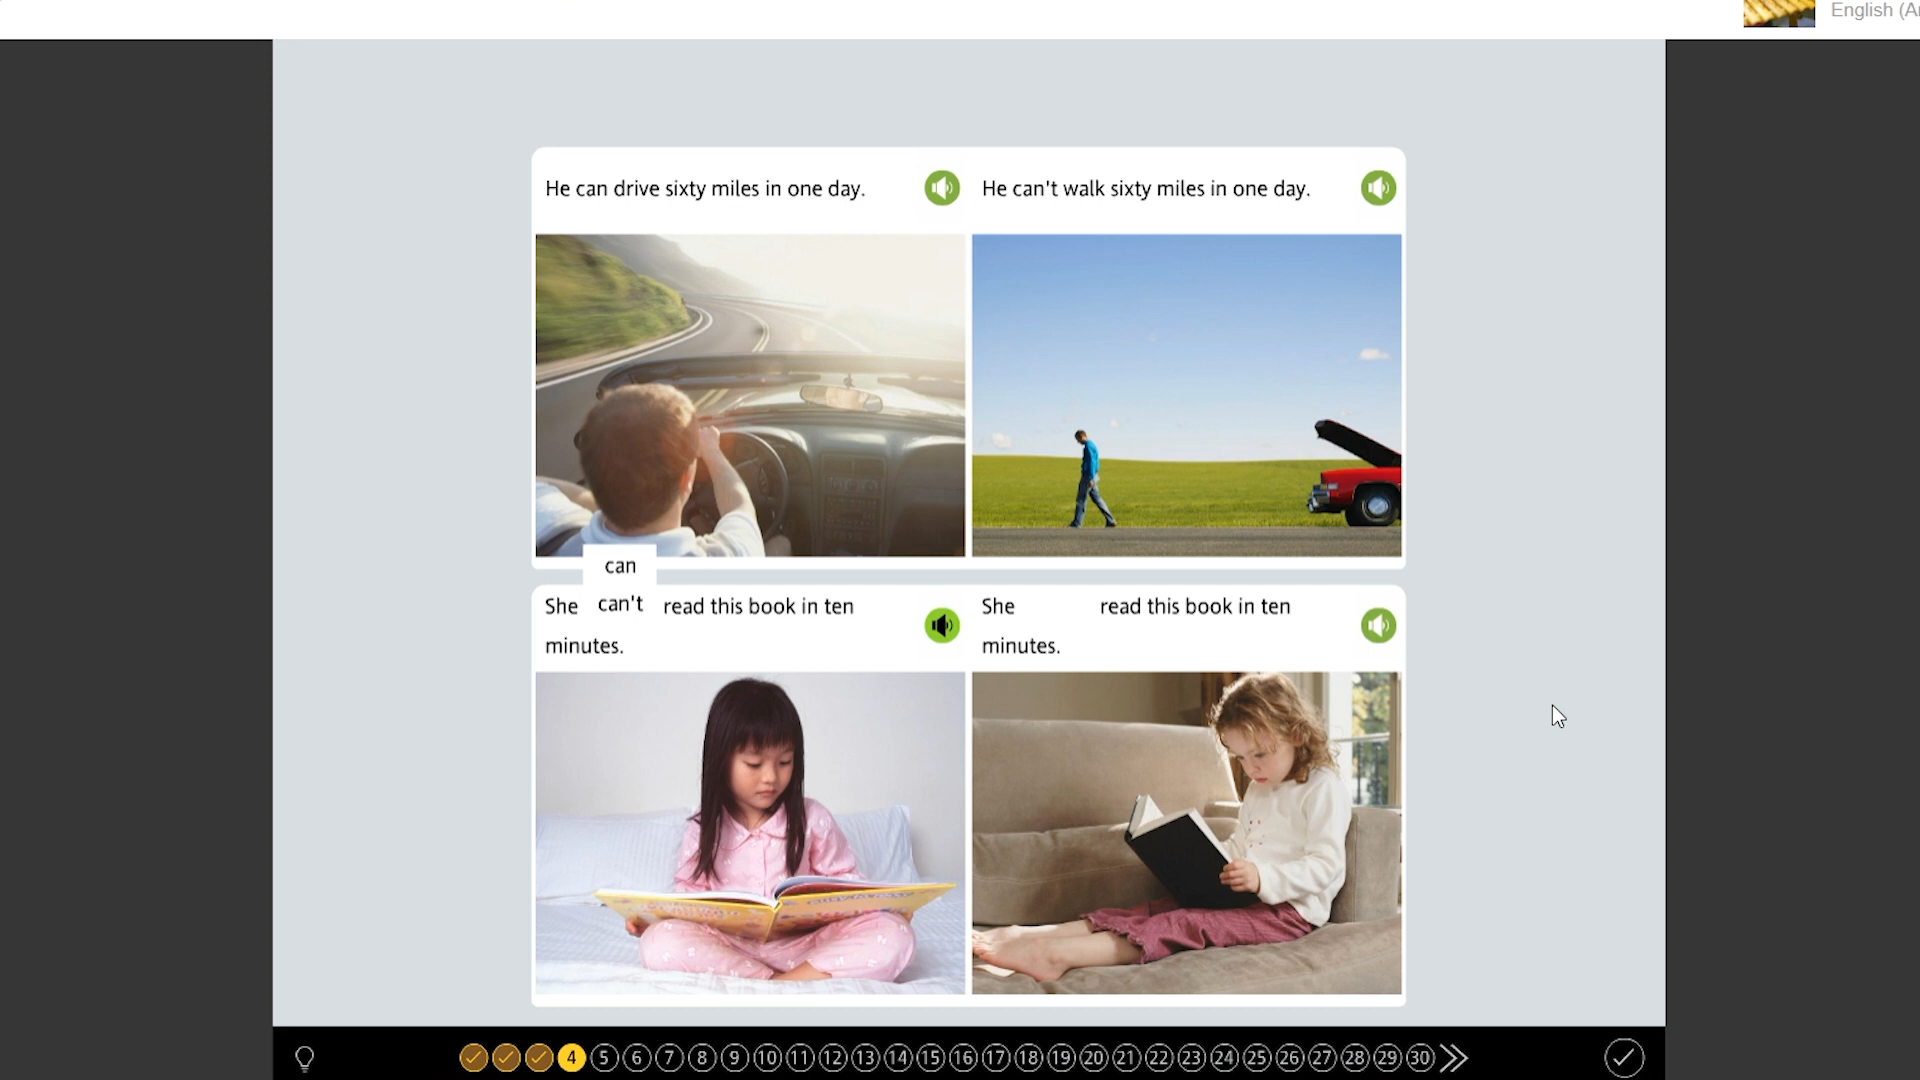 English (A
He can drive sixty miles in one day.
He can't walk sixty miles in one day.
can
can't
She read this book in ten
minutes.
She read this book in ten
minutes.
4 5 6 7 8 9 10 11 12 13 14 15 16 17 18 19 20 21 22 23 24 25 26 27 28 29 30